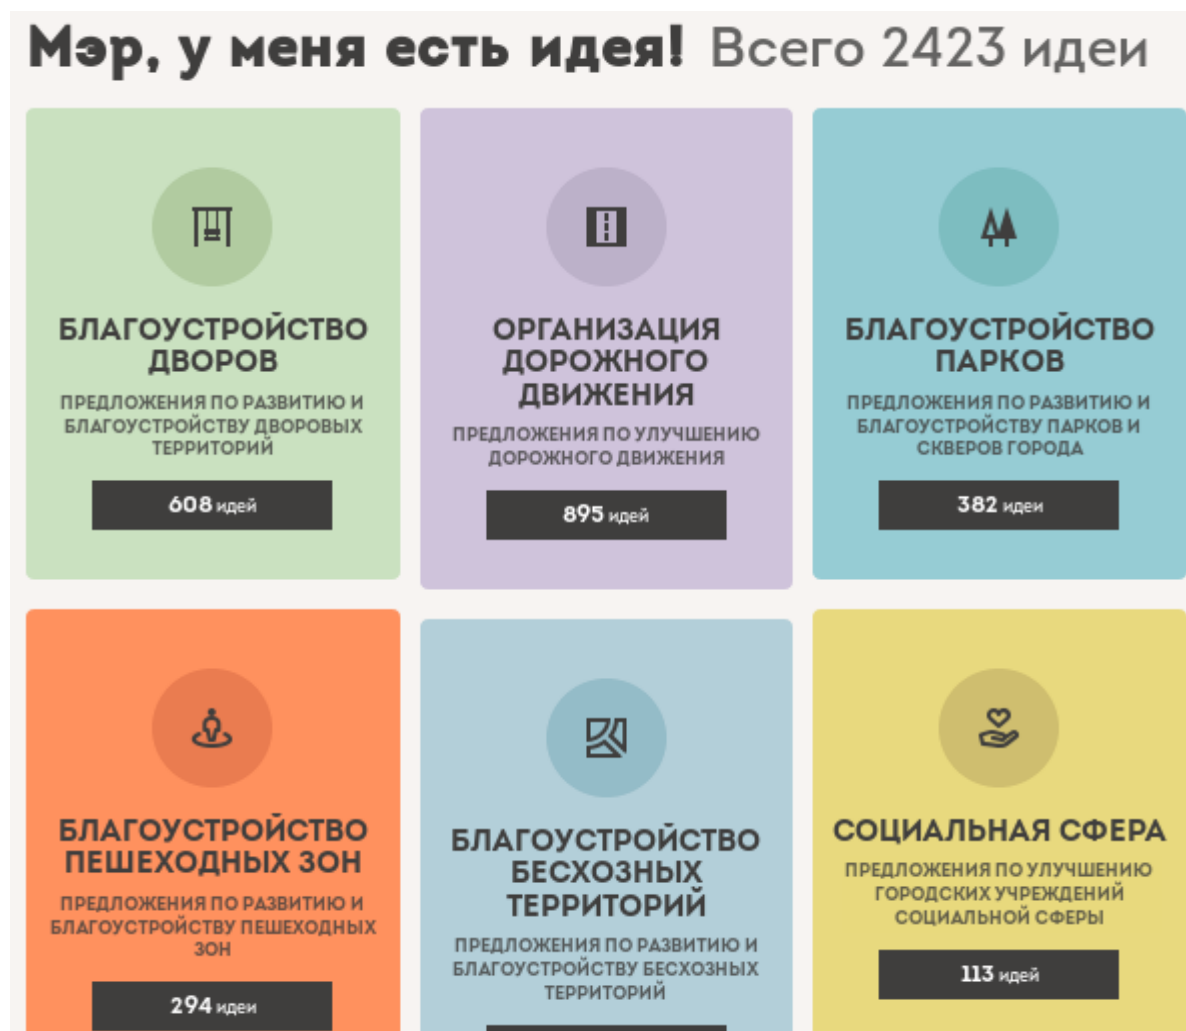 Мэр, у меня есть идея! Всего 2423 идеи
БЛАГОУСТРОЙСТВО
ДВОРОВ
ПРЕДЛОЖЕНИЯ ПО РАЗВИТИЮ И
БЛАГОУСТРОЙСТВУ ДВОРОВЫХ
ТЕРРИТОРИЙ
608 идей
ОРГАНИЗАЦИЯ
ДОРОЖНОГО
ДВИЖЕНИЯ
ПРЕДЛОЖЕНИЯ ПО УЛУЧШЕНИЮ
ДОРОЖНОГО ДВИЖЕНИЯ
895 идей
БЛАГОУСТРОЙСТВО
ПАРКОВ
ПРЕДЛОЖЕНИЯ ПО РАЗВИТИЮ И
БЛАГОУСТРОЙСТВУ ПАРКОВ И
СКВЕРОВ ГОРОДА
382 идеи
БЛАГОУСТРОЙСТВО
ПЕШЕХОДНЫХ ЗОН
ПРЕДЛОЖЕНИЯ ПО РАЗВИТИЮ И
БЛАГОУСТРОЙСТВУ ПЕШЕХОДНЫХ
ЗОН
294 идеи
БЛАГОУСТРОЙСТВО
БЕСХОЗНЫХ
ТЕРРИТОРИЙ
ПРЕДЛОЖЕНИЯ ПО РАЗВИТИЮ И
БЛАГОУСТРОЙСТВУ БЕСХОЗНЫХ
ТЕРРИТОРИЙ
СОЦИАЛЬНАЯ СФЕРА
ПРЕДЛОЖЕНИЯ ПО УЛУЧШЕНИЮ
ГОРОДСКИХ УЧРЕЖДЕНИЙ
СОЦИАЛЬНОЙ СФЕРЫ
113 идей